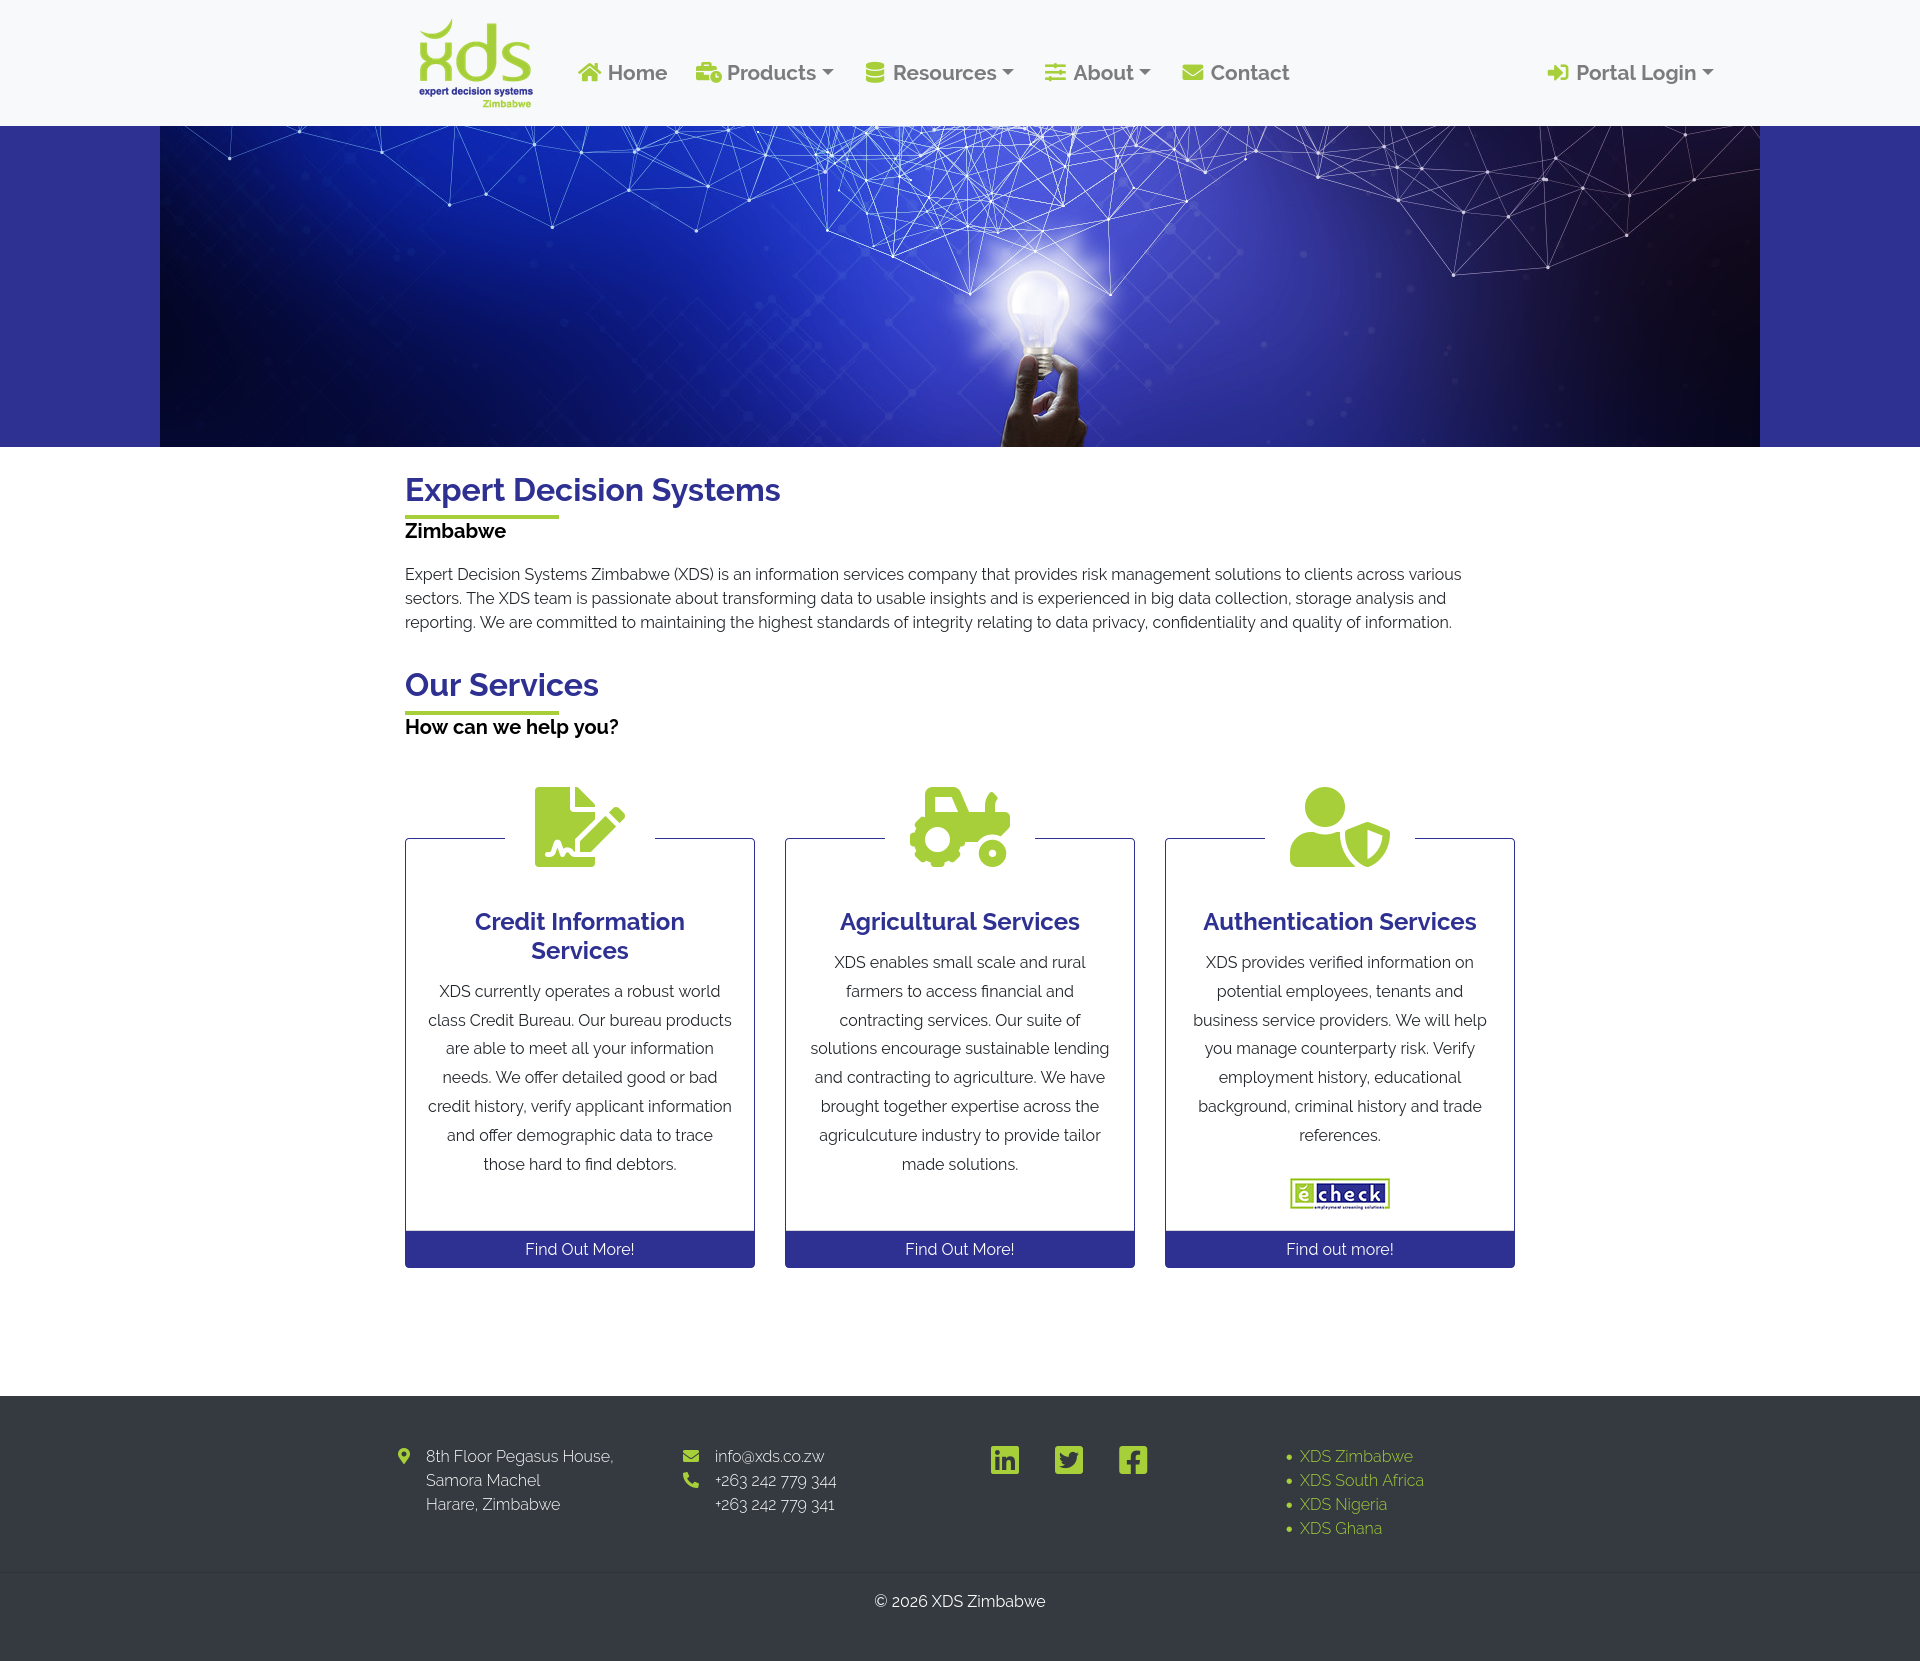 xds
expert decision systems
Zimbabwe
Home
Products
Resources
About
Contact
Portal Login
Expert Decision Systems
Zimbabwe
Expert Decision Systems Zimbabwe (XDS) is an information services company that provides risk management solutions to clients across various
sectors. The XDS team is passionate about transforming data to usable insights and is experienced in big data collection, storage analysis and
reporting. We are committed to maintaining the highest standards of integrity relating to data privacy, confidentiality and quality of information.
Our Services
How can we help you?
Credit Information
Services
XDS currently operates a robust world
class Credit Bureau. Our bureau products
are able to meet all your information
needs. We offer detailed good or bad
credit history, verify applicant information
and offer demographic data to trace
those hard to find debtors.
Find Out More!
Agricultural Services
XDS enables small scale and rural
farmers to access financial and
contracting services. Our suite of
solutions encourage sustainable lending
and contracting to agriculture. We have
brought together expertise across the
agriculcuture industry to provide tailor
made solutions.
Find Out More!
Authentication Services
XDS provides verified information on
potential employees, tenants and
business service providers. We will help
you manage counterparty risk. Verify
employment history, educational
background, criminal history and trade
references.
é check
employment screening solutions
Find out more!
8th Floor Pegasus House,
Samora Machel
Harare, Zimbabwe
info@xds.co.zw
+263 242 779 344
+263 242 779 341
XDS Zimbabwe
XDS South Africa
XDS Nigeria
XDS Ghana
© 2026 XDS Zimbabwe